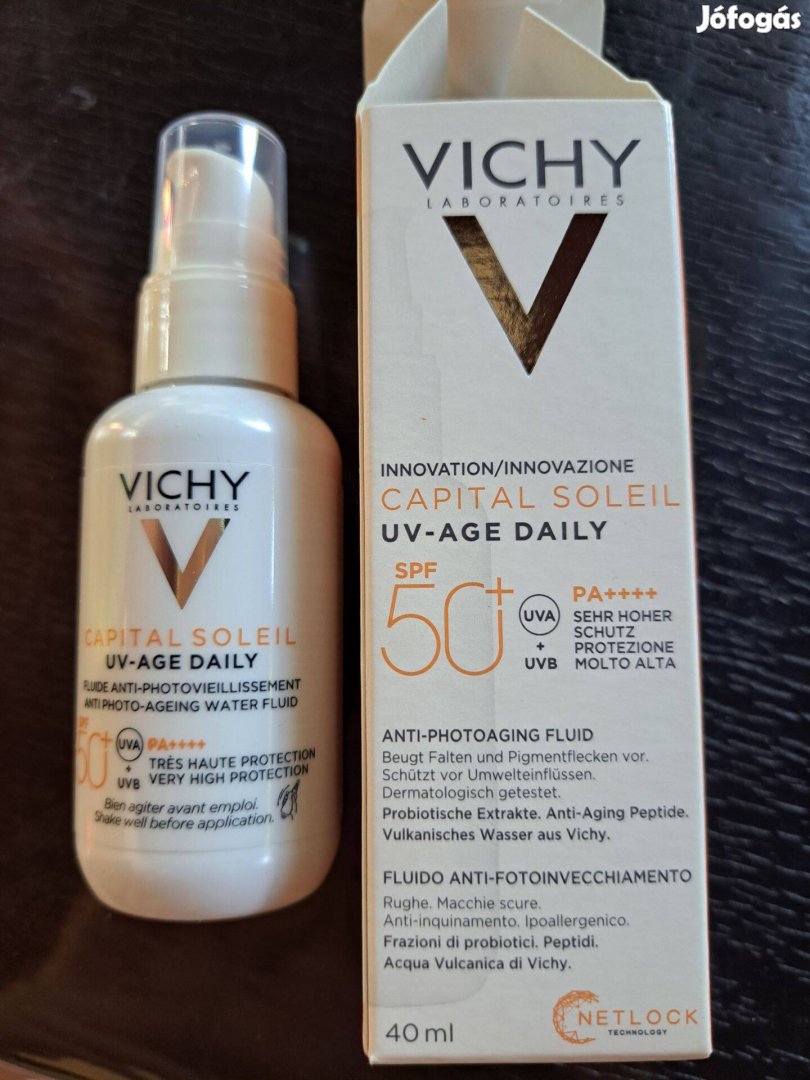 Jófogás
VICHY
LABORATOIRES
CAPITAL SOLEIL
UV-AGE DAILY
FLUIDE ANTI-PHOTOVIEILLISSEMENT
ANTI PHOTO-AGEING WATER FLUID
SPF
50+
UVA
+
UVB
PA++++
TRÈS HAUTE PROTECTION
VERY HIGH PROTECTION
Bien agiter avant emploi.
Shake well before application.
VICHY
LABORATOIRES
INNOVATION/INNOVAZIONE
CAPITAL SOLEIL
UV-AGE DAILY
SPF
50+
UVA
+
UVB
PA++++
SEHR HOHER
SCHUTZ
PROTEZIONE
MOLTO ALTA
ANTI-PHOTOAGING FLUID
Beugt Falten und Pigmentflecken vor.
Schützt vor Umwelteinflüssen.
Dermatologisch getestet.
Probiotische Extrakte. Anti-Aging Peptide.
Vulkanisches Wasser aus Vichy.
FLUIDO ANTI-FOTOINVECCHIAMENTO
Rughe. Macchie scure.
Anti-inquinamento. Ipoallergenico.
Frazioni di probiotici. Peptidi.
Acqua Vulcanica di Vichy.
40 ml
NETLOCK
TECHNOLOGY